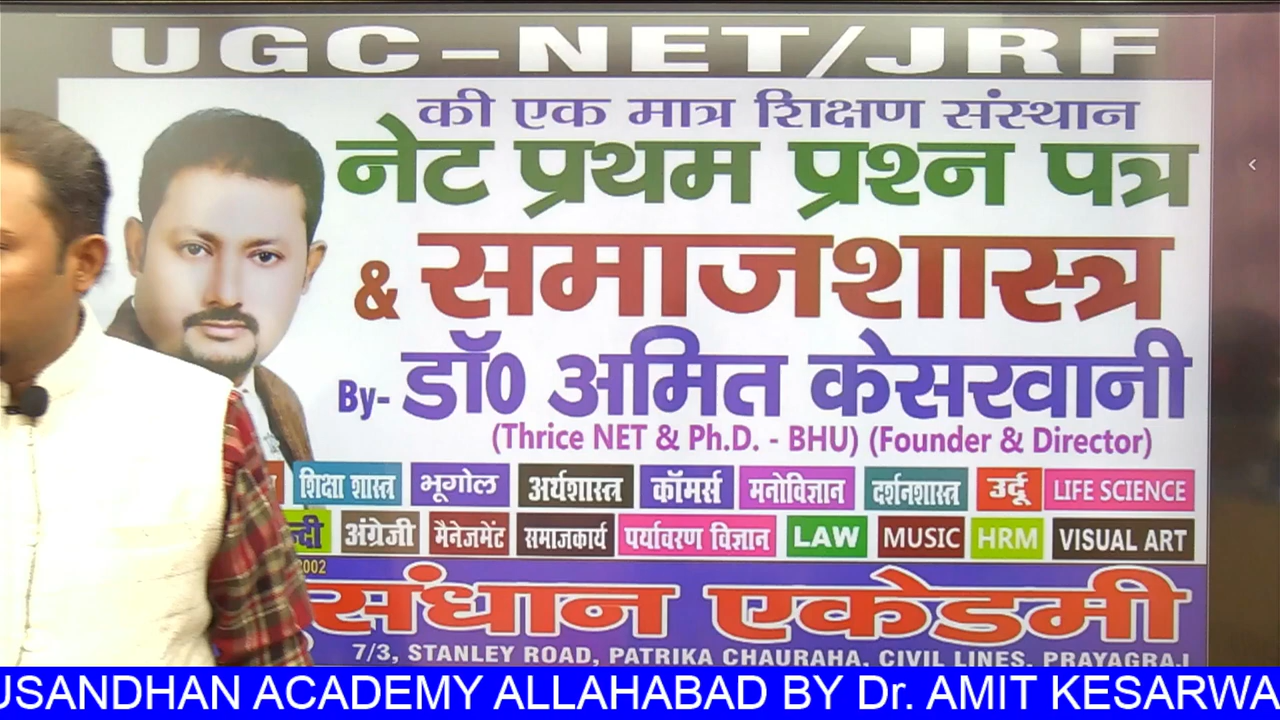 UGC-NET/JRF
की एक मात्र शिक्षण संस्थान
नेट प्रथम प्रश्न पत्र
& समाजशास्त्र
By- डॉ0 अमित केसरवानी
(Thrice NET & Ph.D. - BHU) (Founder & Director)
शिक्षा शास्त्र भूगोल अर्थशास्त्र कॉमर्स मनोविज्ञान दर्शनशास्त्र उर्दू LIFE SCIENCE
न्दी अंग्रेजी मैनेजमेंट समाजकार्य पर्यावरण विज्ञान LAW MUSIC HRM VISUAL ART
2002
संधान एकेडमी
7/3, STANLEY ROAD, PATRIKA CHAURAHA, CIVIL LINES, PRAYAGRAJ
USANDHAN ACADEMY ALLAHABAD BY Dr. AMIT KESARWA